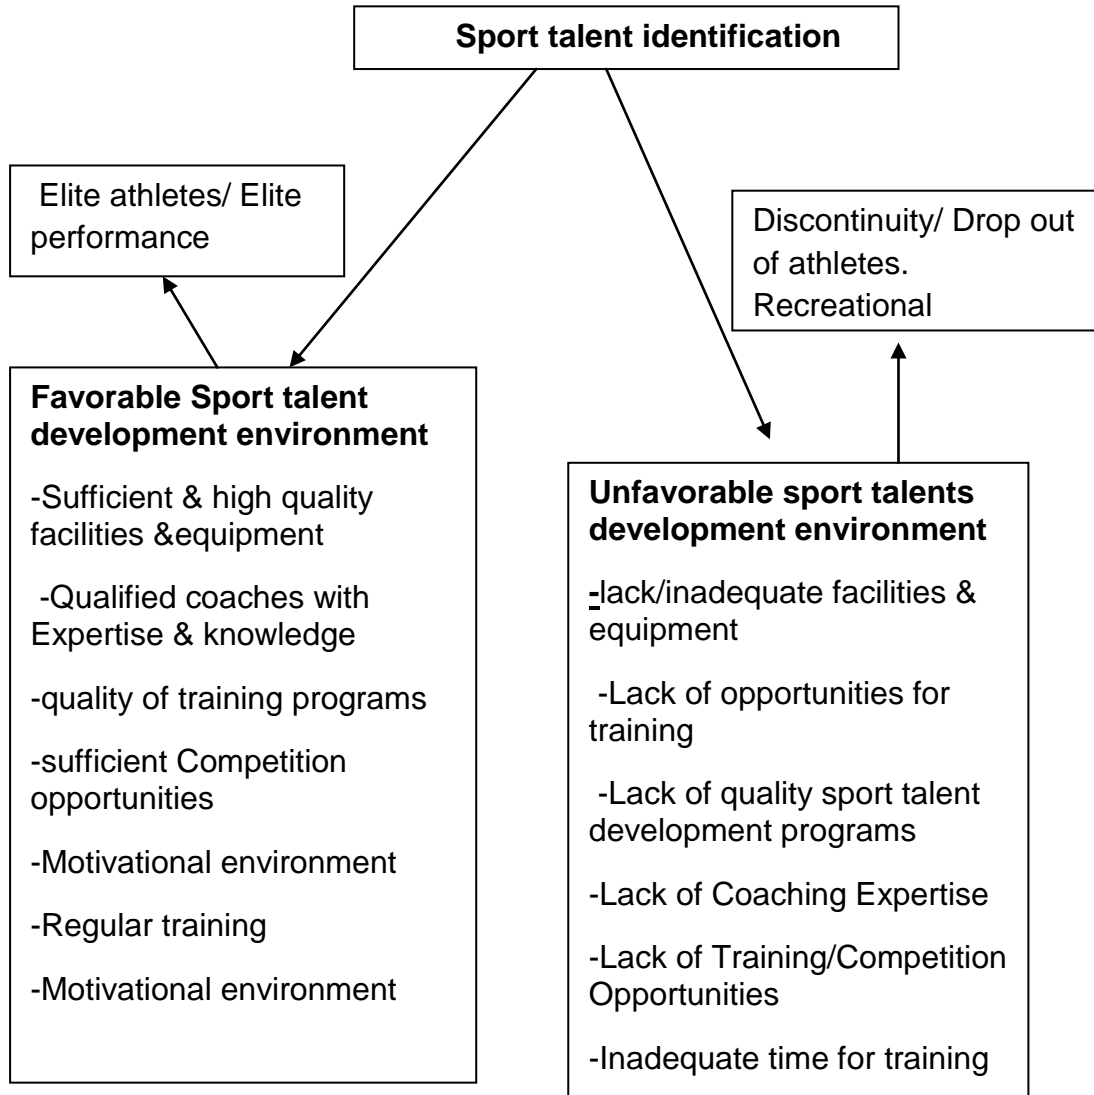 Sport talent identification
Elite athletes/ Elite
performance
Discontinuity/ Drop out
of athletes.
Recreational
Favorable Sport talent
development environment
-Sufficient & high quality
facilities &equipment
-Qualified coaches with
Expertise & knowledge
-quality of training programs
-sufficient Competition
opportunities
-Motivational environment
-Regular training
-Motivational environment
Unfavorable sport talents
development environment
-lack/inadequate facilities &
equipment
-Lack of opportunities for
training
-Lack of quality sport talent
development programs
-Lack of Coaching Expertise
-Lack of Training/Competition
Opportunities
-Inadequate time for training